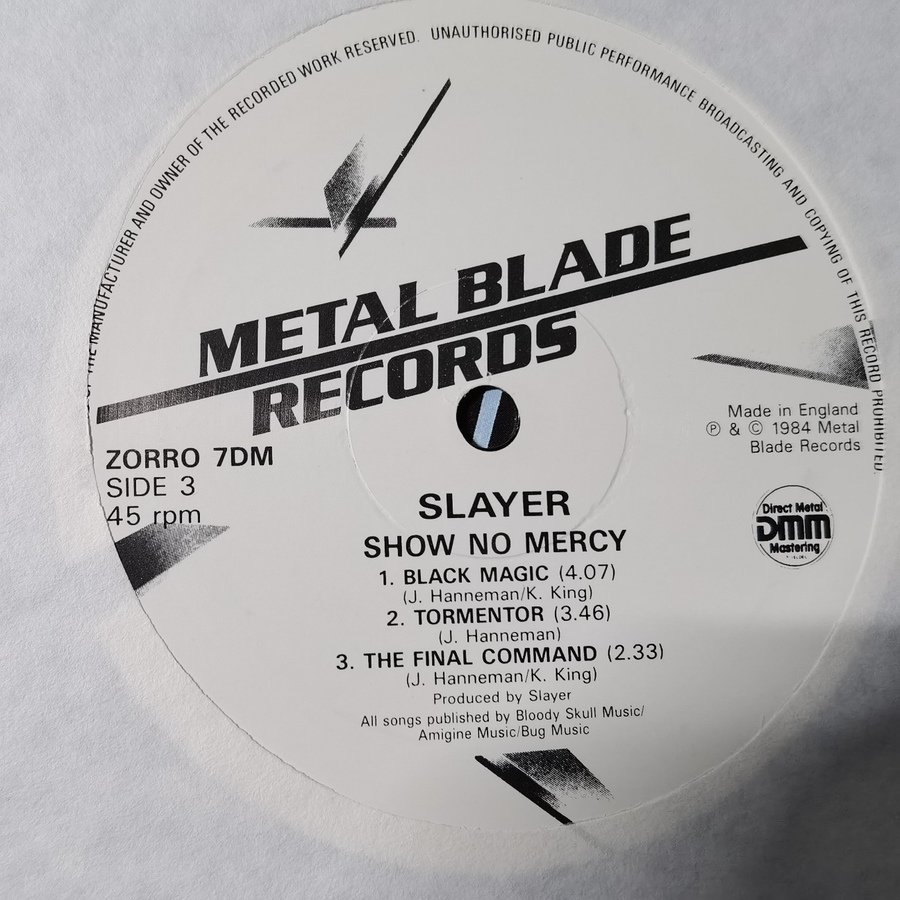 THE MANUFACTURER AND OWNER OF THE RECORDED WORK RESERVED. UNAUTHORISED PUBLIC PERFORMANCE BROADCASTING AND COPYING OF THIS RECORD PROHIBITED.
METAL BLADE
RECORDS
Made in England
℗ & © 1984 Metal
Blade Records
ZORRO 7DM
SIDE 3
45 rpm
Direct Metal
DMM
Mastering
SLAYER
SHOW NO MERCY
1. BLACK MAGIC (4.07)
(J. Hanneman/K. King)
2. TORMENTOR (3.46)
(J. Hanneman)
3. THE FINAL COMMAND (2.33)
(J. Hanneman/K. King)
Produced by Slayer
All songs published by Bloody Skull Music/
Amigine Music/Bug Music